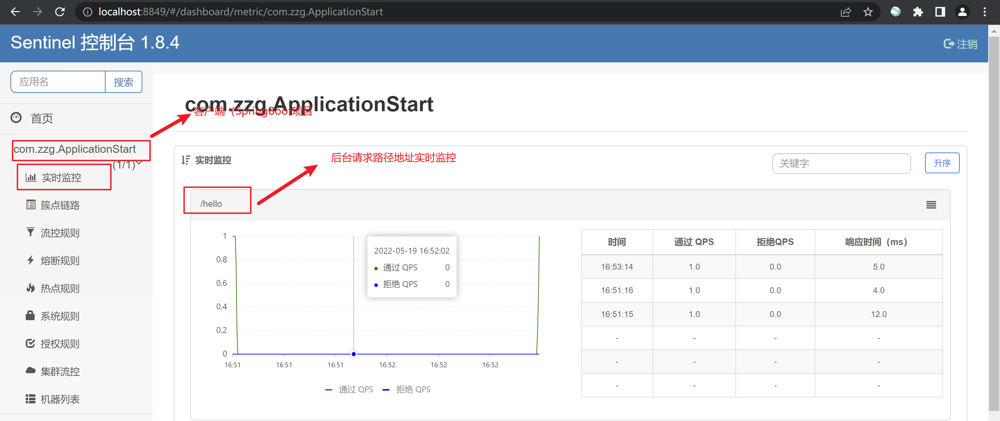 localhost:8849/#/dashboard/metric/com.zzg.ApplicationStart
Sentinel 控制台 1.8.4
注销
应用名
搜索
首页
com.zzg.ApplicationStart
(1/1)
实时监控
簇点链路
流控规则
熔断规则
热点规则
系统规则
授权规则
集群流控
机器列表
com.zzg.ApplicationStart
客户端（SpringBoot项目
实时监控
后台请求路径地址实时监控
关键字
升序
/hello
1
0.8
0.6
0.4
0.2
0
16:51 16:51 16:51 16:52 16:52 16:52
2022-05-19 16:52:02
通过 QPS 0
拒绝 QPS 0
通过 QPS 拒绝 QPS
时间 通过 QPS 拒绝QPS 响应时间（ms）
16:53:14 1.0 0.0 5.0
16:51:16 1.0 0.0 4.0
16:51:15 1.0 0.0 12.0
- - - -
- - - -
- - - -